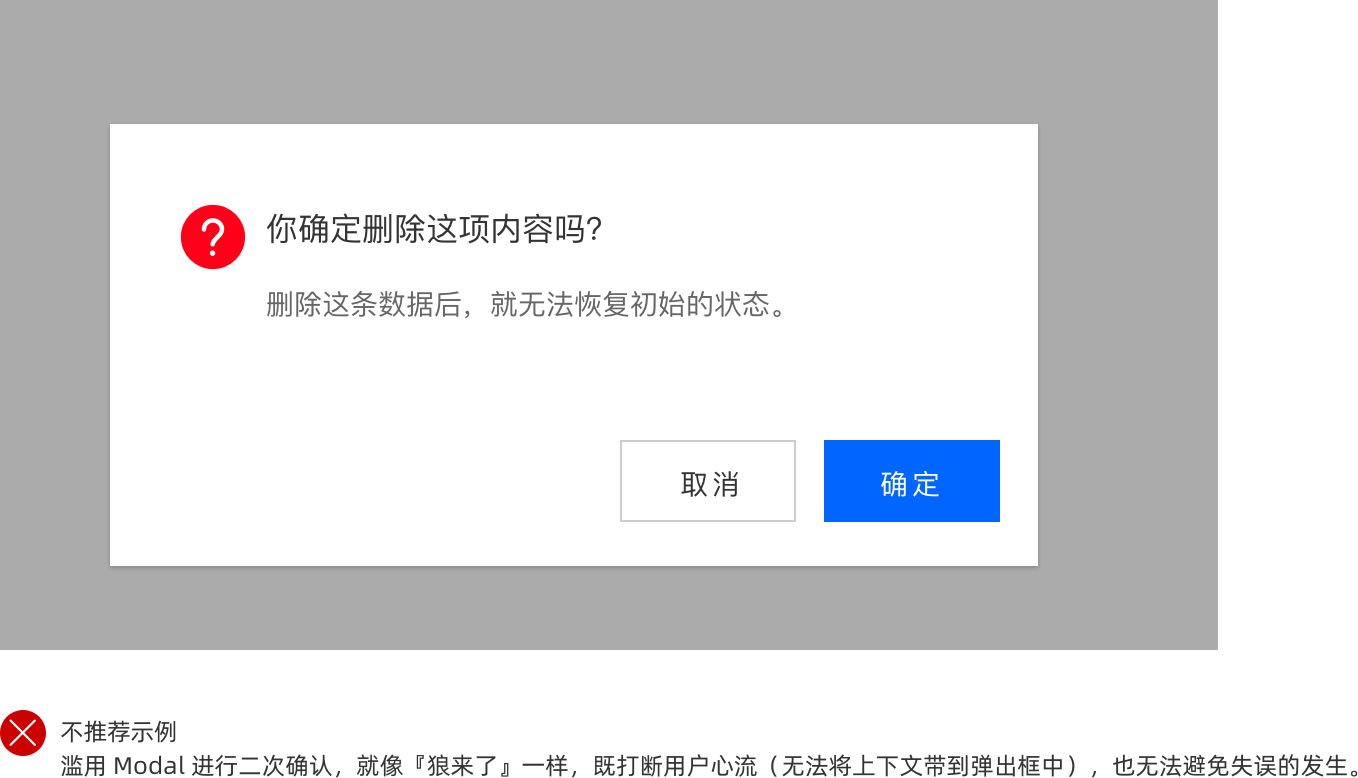 你确定删除这项内容吗?
删除这条数据后，就无法恢复初始的状态。
取消
确定
不推荐示例
滥用 Modal 进行二次确认，就像『狼来了』一样，既打断用户心流（无法将上下文带到弹出框中），也无法避免失误的发生。